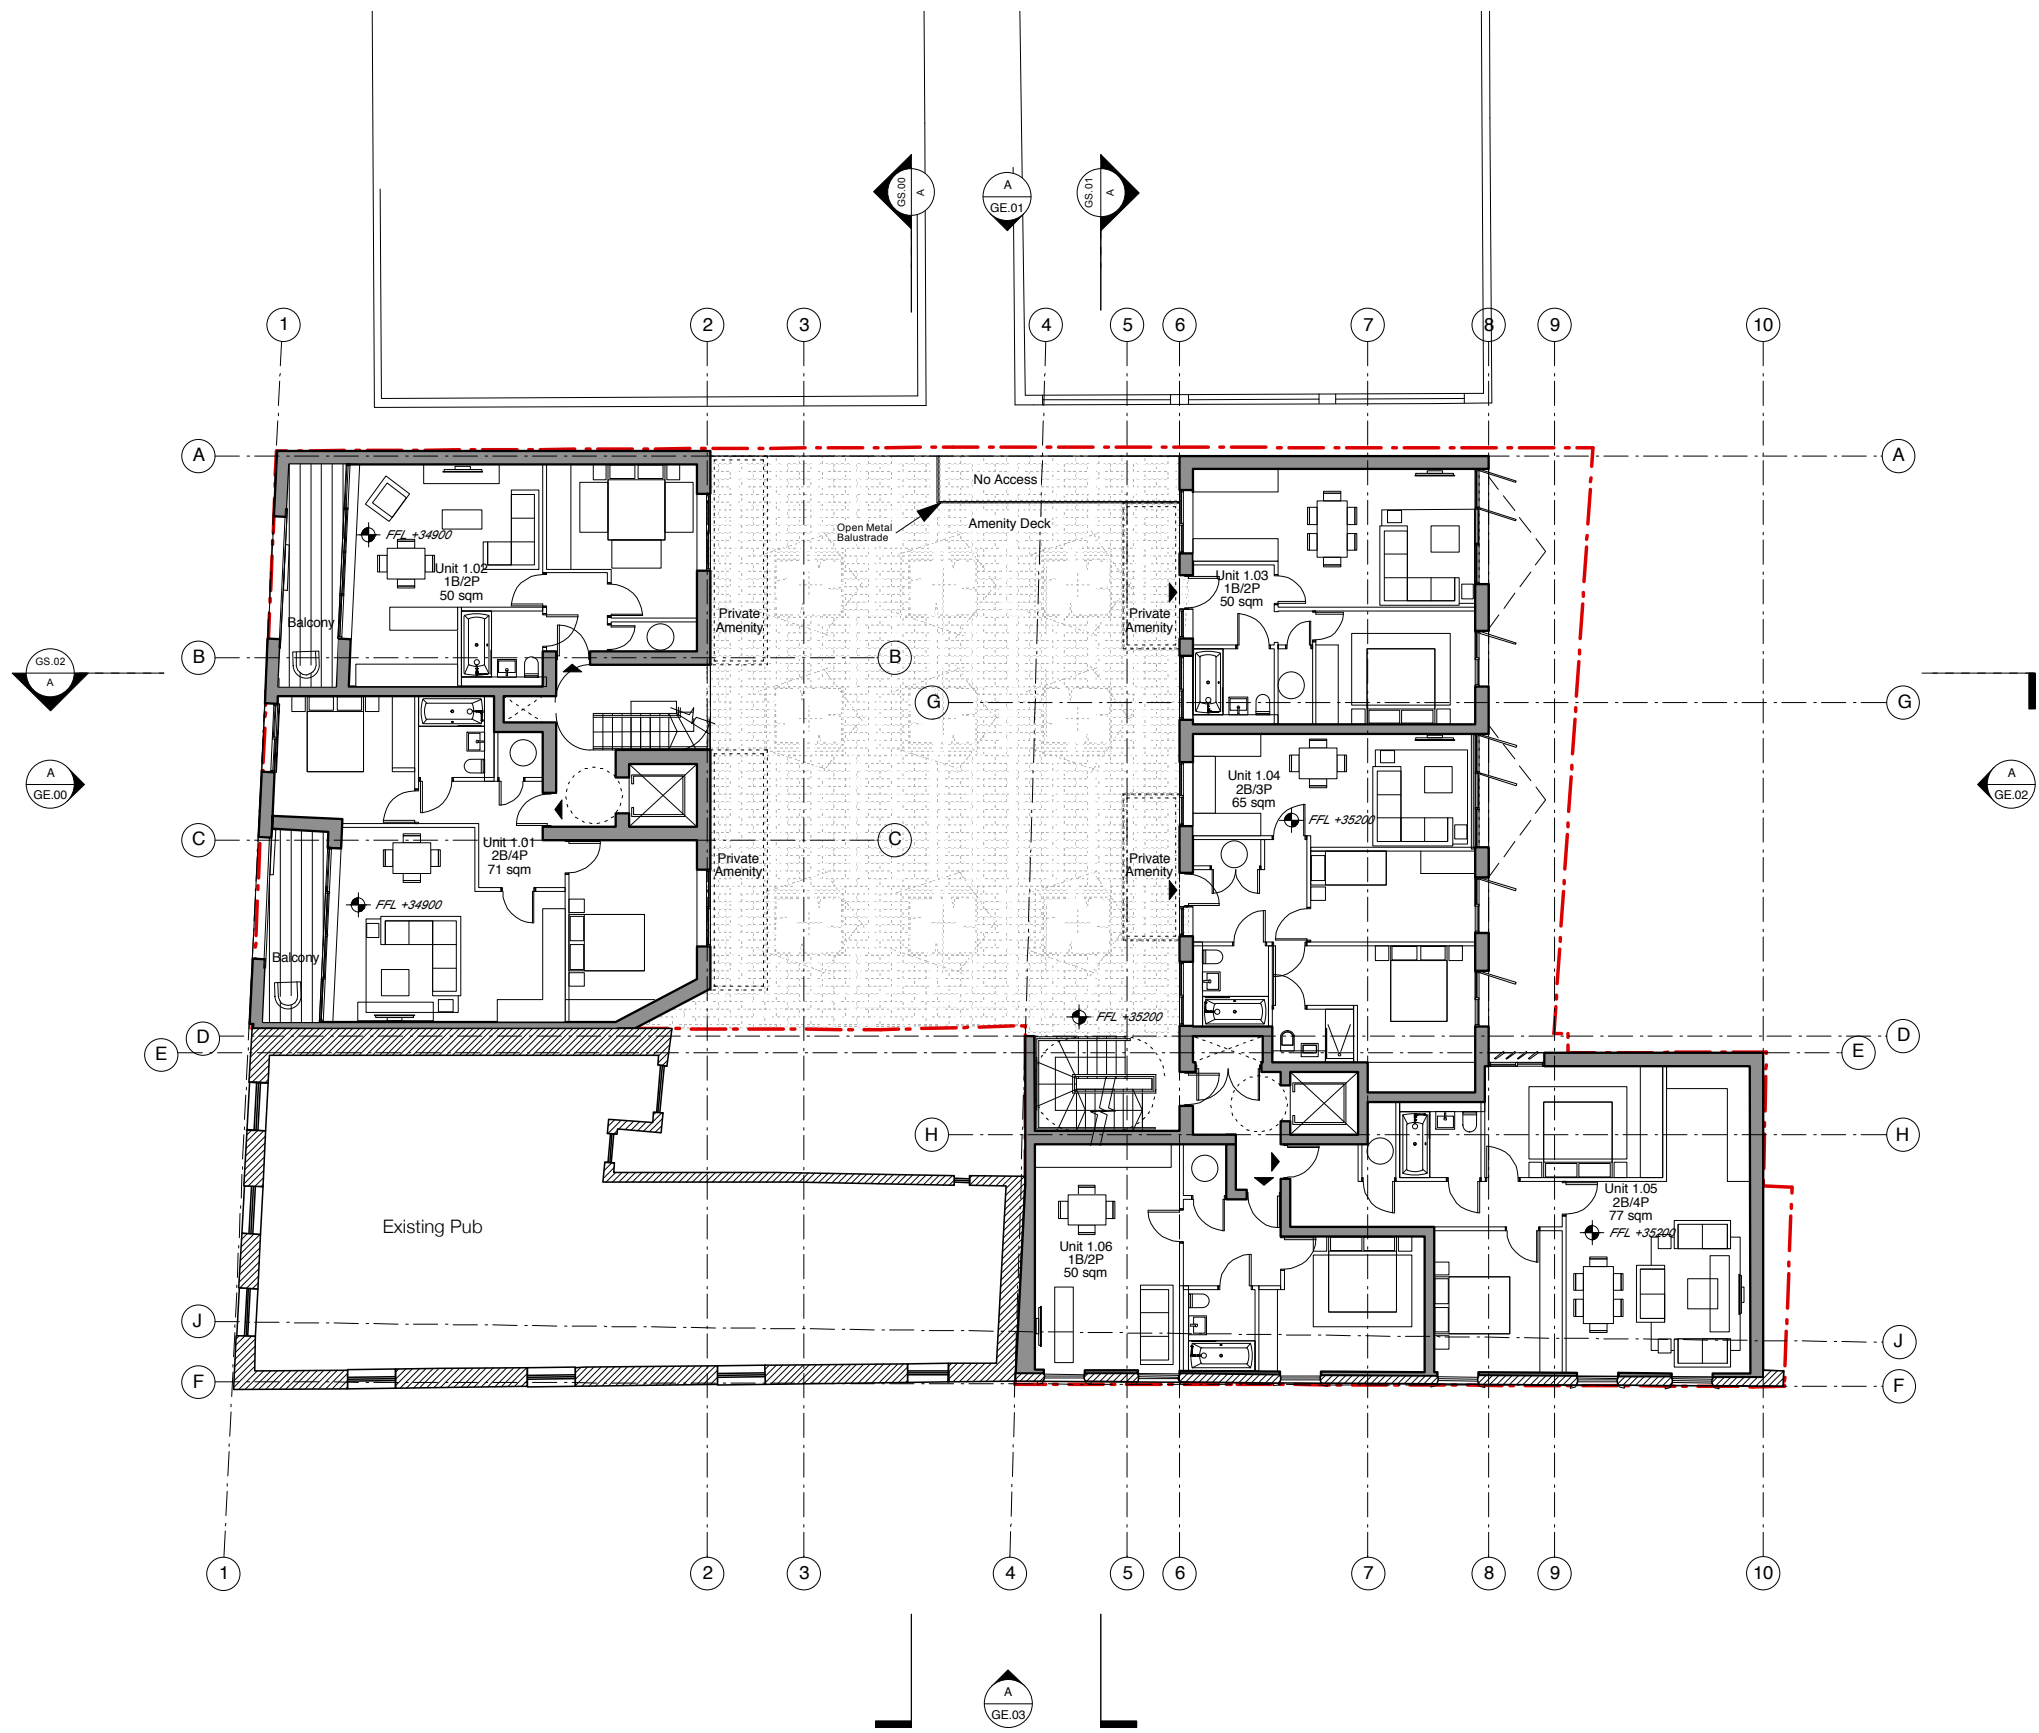 GS.00
A
A
GE.01
GS.01
A
1
2
3
4
5
6
7
8
9
10
A
A
No Access
Open Metal
Balustrade
Amenity Deck
FFL +34900
Unit 1.02
1B/2P
50 sqm
Balcony
Private
Amenity
Private
Amenity
Unit 1.03
1B/2P
50 sqm
GS.02
A
B
B
G
G
A
GE.00
Unit 1.04
2B/3P
65 sqm
FFL +35200
A
GE.02
C
C
Unit 1.01
2B/4P
71 sqm
Private
Amenity
Private
Amenity
FFL +34900
Balcony
FFL +35200
D
D
E
E
H
H
Existing Pub
Unit 1.06
1B/2P
50 sqm
Unit 1.05
2B/4P
77 sqm
FFL +35200
J
J
F
F
1
2
3
4
5
6
7
8
9
10
A
GE.03